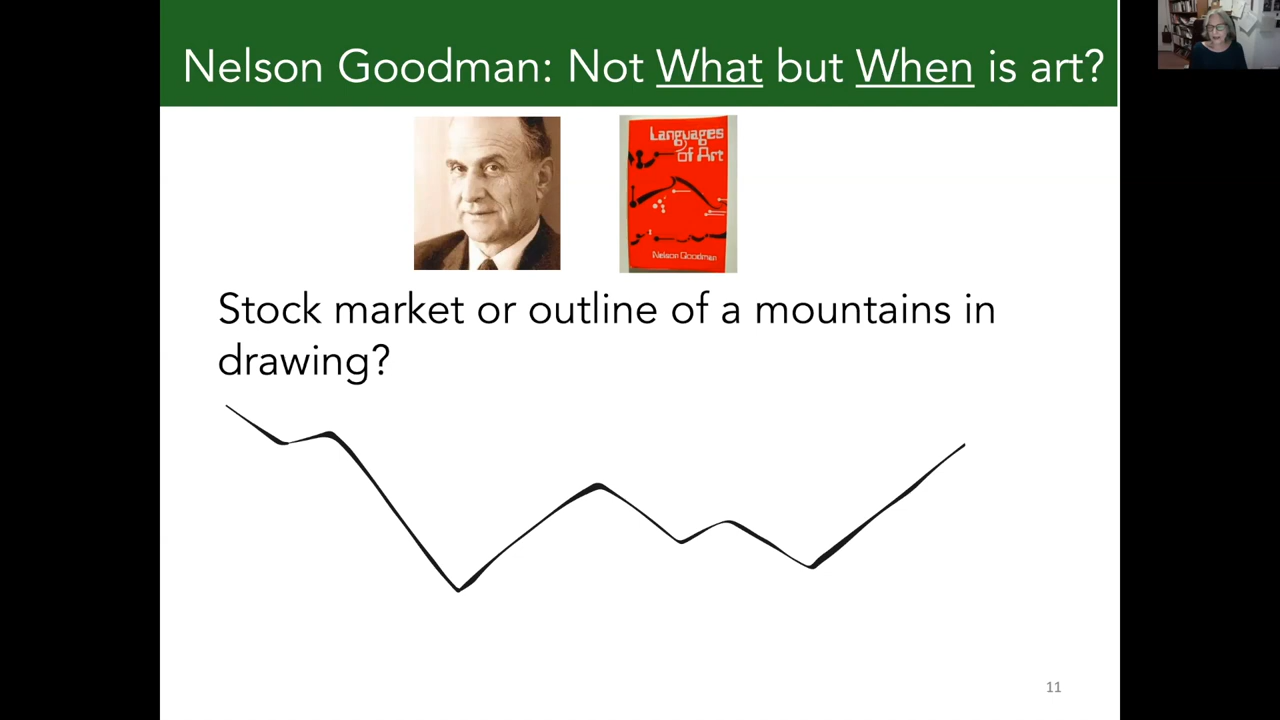 Nelson Goodman: Not What but When is art?
Languages
of Art
Nelson Goodman
Stock market or outline of a mountains in
drawing?
11